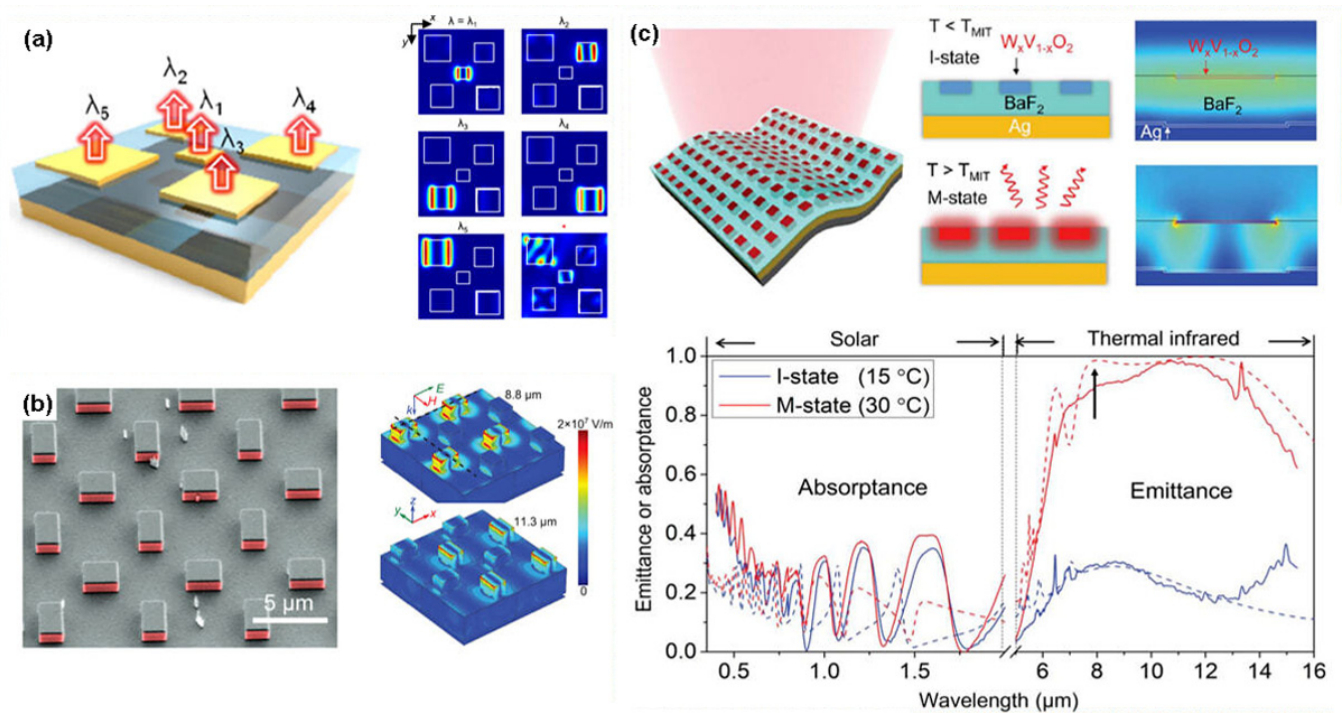 (a)
λ₂
λ₅
λ₁
λ₄
λ₃
x
y
λ = λ₁
λ₂
λ₃
λ₄
λ₅
(b)
5 μm
E
k
H
8.8 μm
2×10⁷ V/m
z
y
x
11.3 μm
0
(c)
T < T_MIT
I-state
WₓV₁₋ₓO₂
BaF₂
Ag
T > T_MIT
M-state
WₓV₁₋ₓO₂
BaF₂
Ag
Solar
Thermal infrared
I-state (15 °C)
M-state (30 °C)
Absorptance
Emittance
Emittance or absorptance
1.0
0.8
0.6
0.4
0.2
0.0
0.5 1.0 1.5 6 8 10 12 14 16
Wavelength (μm)